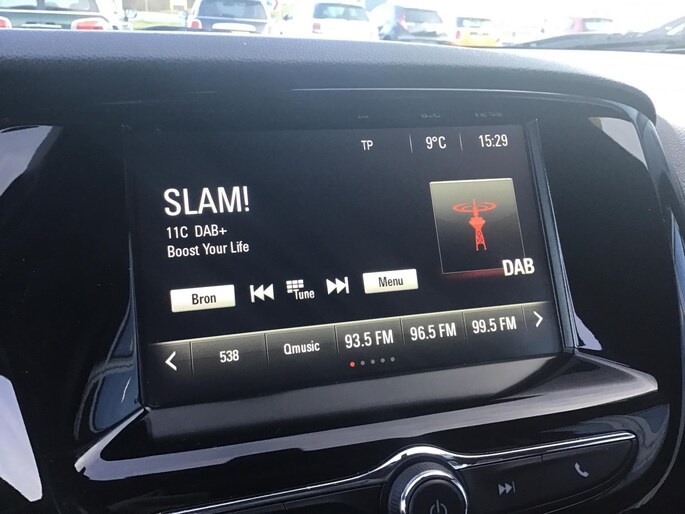 TP 9°C 15:29
SLAM!
11C DAB+
Boost Your Life
DAB
Bron Tune Menu
538 Qmusic 93.5 FM 96.5 FM 99.5 FM